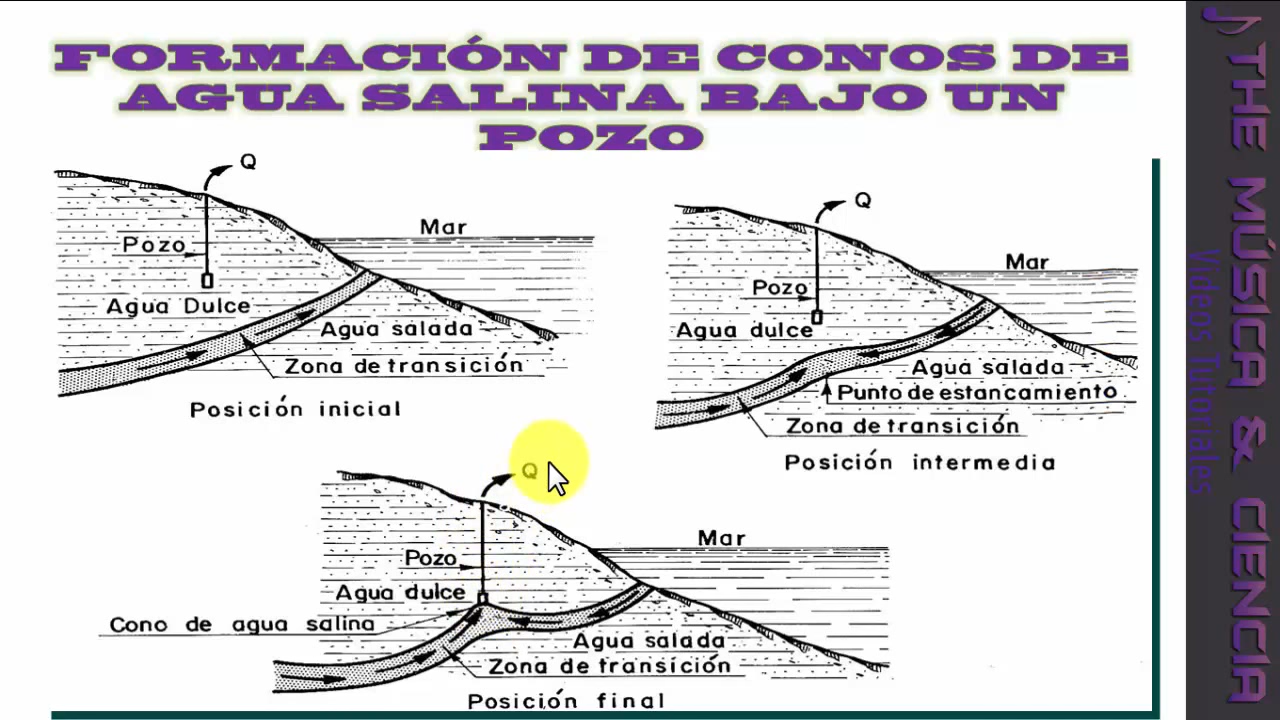 FORMACIÓN DE CONOS DE
AGUA SALINA BAJO UN
POZO
Q
Mar
Pozo
Agua Dulce
Agua salada
Zona de transición
Posición inicial
Q
Mar
Pozo
Agua dulce
Agua salada
Punto de estancamiento
Zona de transición
Posición intermedia
Q
Mar
Pozo
Agua dulce
Cono de agua salina
Agua salada
Zona de transición
Posición final
THE MÚSICA & CIENCIA
Videos Tutoriales